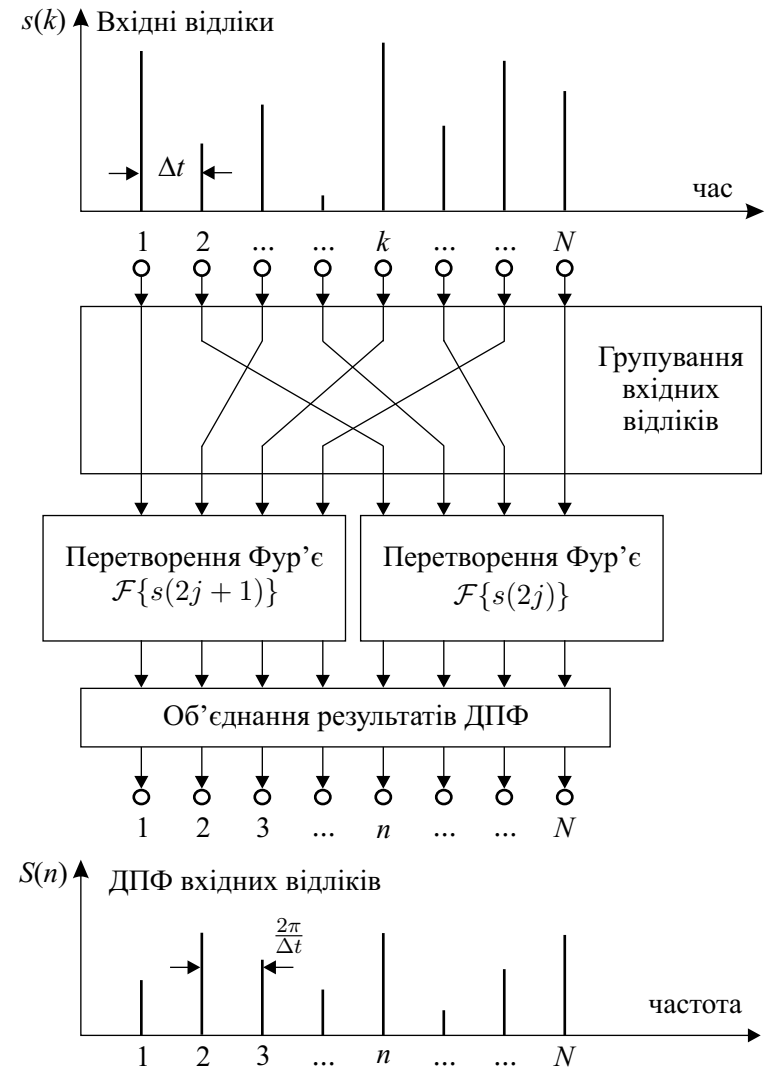 s(k) Вхідні відліки
Δt
час
1 2 ... ... k ... ... N
Групування
вхідних
відліків
Перетворення Фур’є
ℱ{s(2j + 1)}
Перетворення Фур’є
ℱ{s(2j)}
Об’єднання результатів ДПФ
1 2 3 ... n ... ... N
S(n) ДПФ вхідних відліків
2π
Δt
частота
1 2 3 ... n ... ... N